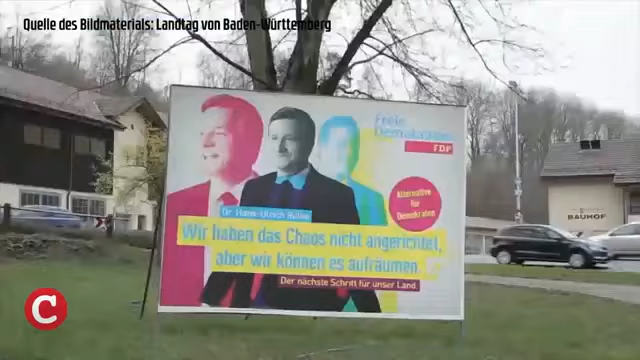 Quelle des Bildmaterials: Landtag von Baden-Württemberg
Freie
Demokraten
FDP
Alternative
für
Demokraten
Dr. Hans-Ulrich Rülke
Wir haben das Chaos nicht angerichtet,
aber wir können es aufräumen.
Der nächste Schritt für unser Land.
BAUHOF
C